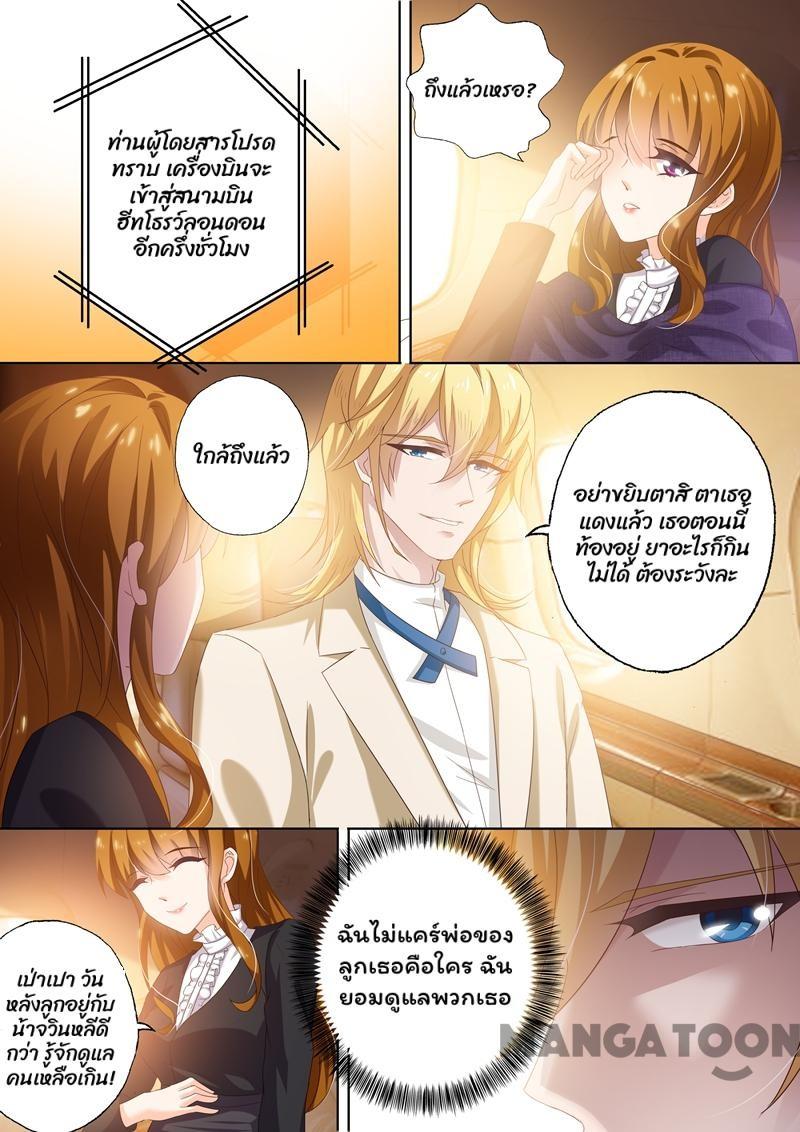 ท่านผู้โดยสารโปรด
ทราบ เครื่องบินจะ
เข้าสู่สนามบิน
ฮีทโธรว์ลอนดอน
อีกครึ่งชั่วโมง
ถึงแล้วเหรอ?
ใกล้ถึงแล้ว
อย่าขยิบตาสิ ตาเธอ
แดงแล้ว เธอตอนนี้
ท้องอยู่ ยาอะไรก็กิน
ไม่ได้ ต้องระวังละ
เป่าเปา วัน
หลังลูกอยู่กับ
น้าจวินหลีดี
กว่า รู้จักดูแล
คนเหลือเกิน!
ฉันไม่แคร์พ่อของ
ลูกเธอคือใคร ฉัน
ยอมดูแลพวกเธอ
MANGATOON